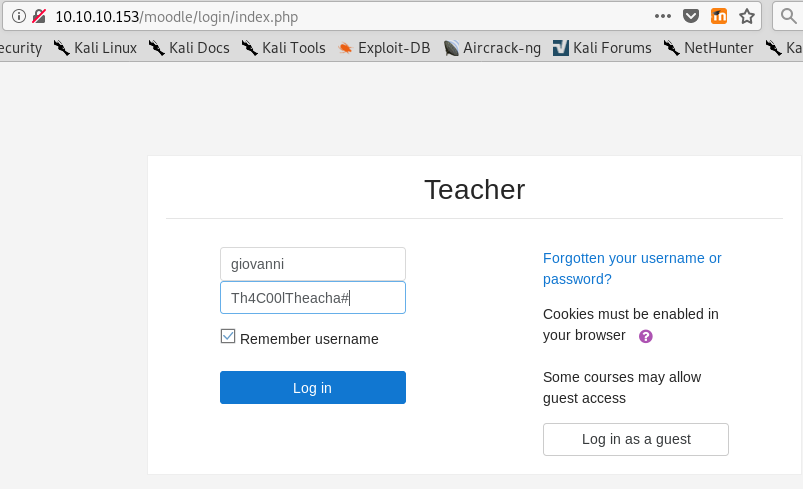 10.10.10.153/moodle/login/index.php
ecurity Kali Linux Kali Docs Kali Tools Exploit-DB Aircrack-ng Kali Forums NetHunter Ka
Teacher
giovanni
Th4C00lTheacha#
Remember username
Log in
Forgotten your username or
password?
Cookies must be enabled in
your browser ?
Some courses may allow
guest access
Log in as a guest